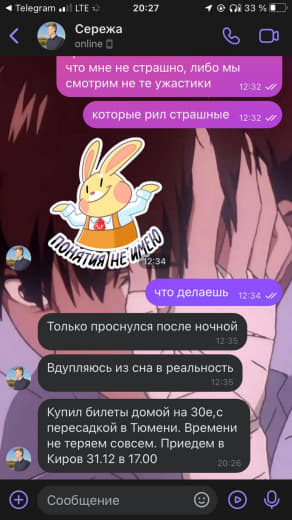 Telegram LTE 20:27 33 %
Сережа
online
что мне не страшно, либо мы
смотрим не те ужастики
12:32
которые рил страшные
12:32
ПОНЯТИЯ НЕ ИМЕЮ
12:34
что делаешь
12:34
Только проснулся после ночной
12:35
Вдупляюсь из сна в реальность
12:35
Купил билеты домой на 30е,с
пересадкой в Тюмени. Времени
не теряем совсем. Приедем в
Киров 31.12 в 17.00
20:26
Сообщение